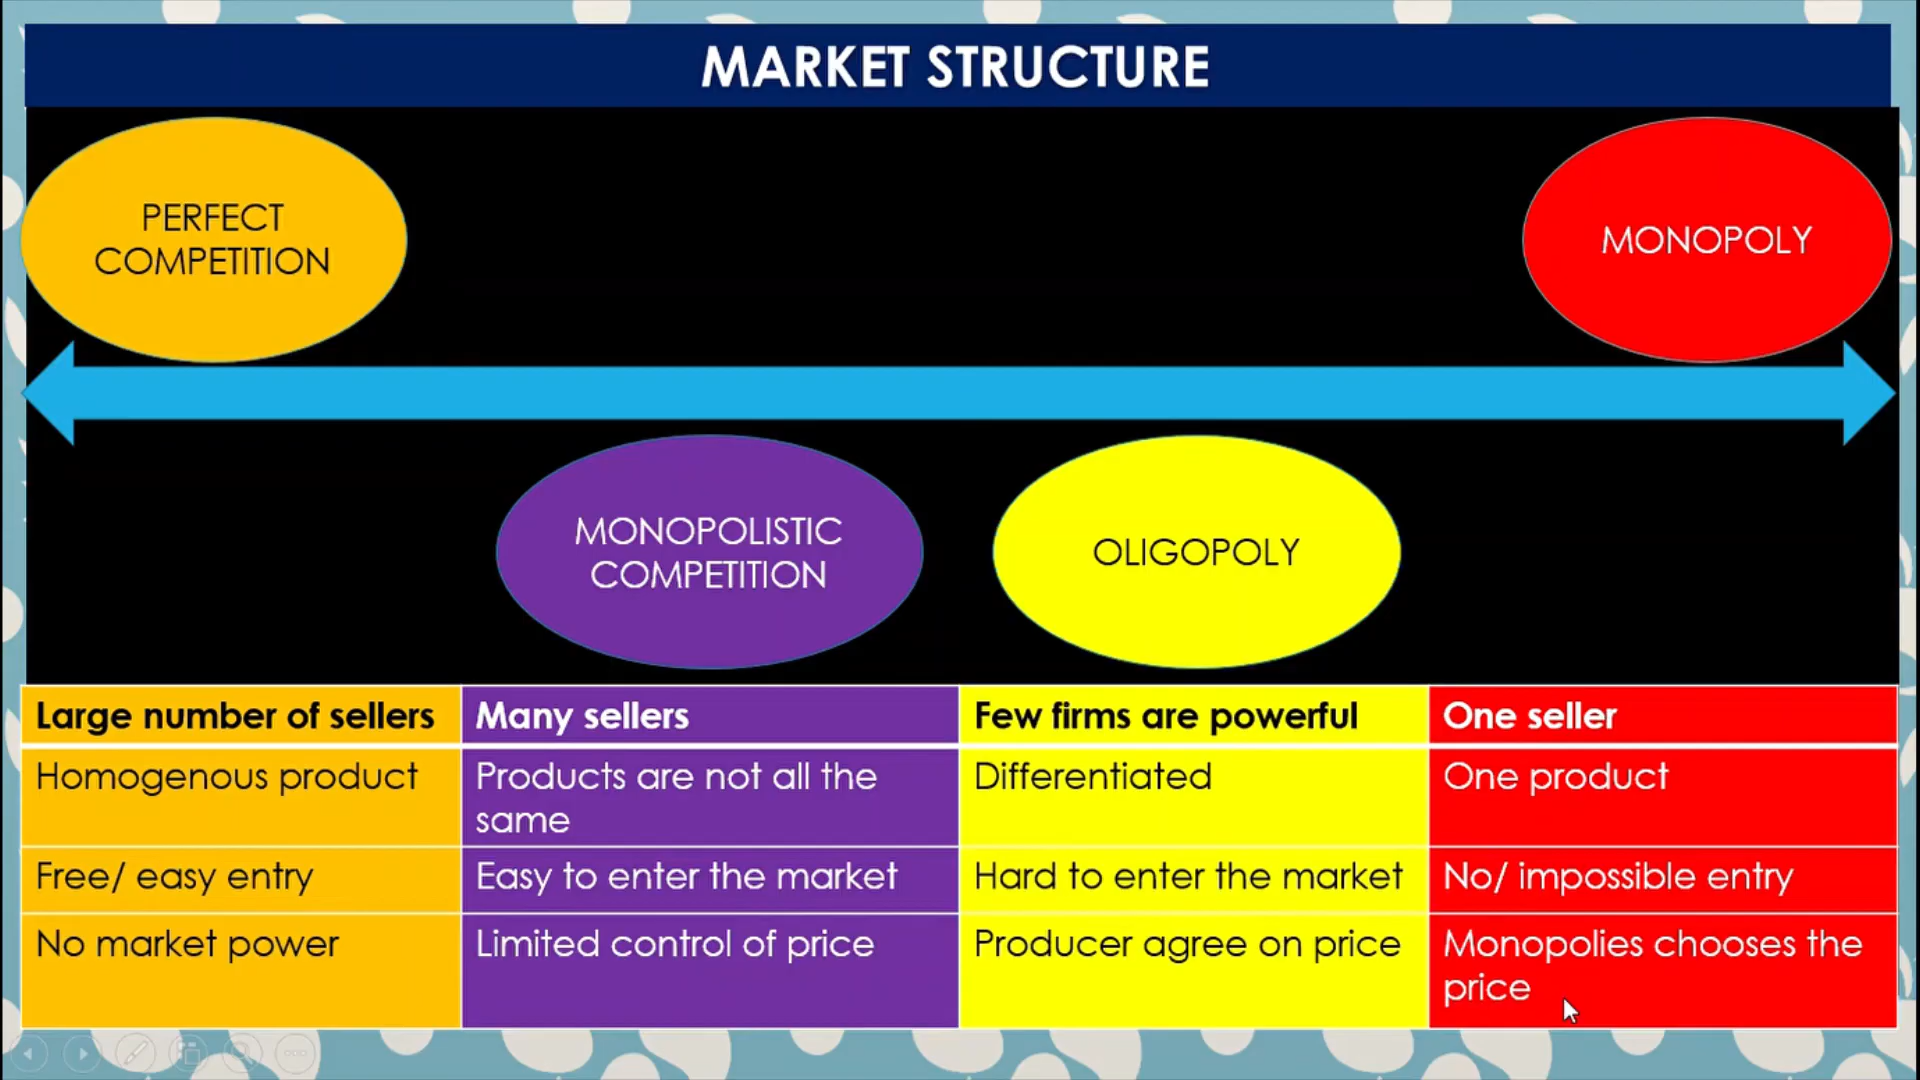 MARKET STRUCTURE
PERFECT
COMPETITION
MONOPOLY
MONOPOLISTIC
COMPETITION
OLIGOPOLY
Large number of sellers
Many sellers
Few firms are powerful
One seller
Homogenous product
Products are not all the
same
Differentiated
One product
Free/ easy entry
Easy to enter the market
Hard to enter the market
No/ impossible entry
No market power
Limited control of price
Producer agree on price
Monopolies chooses the
price